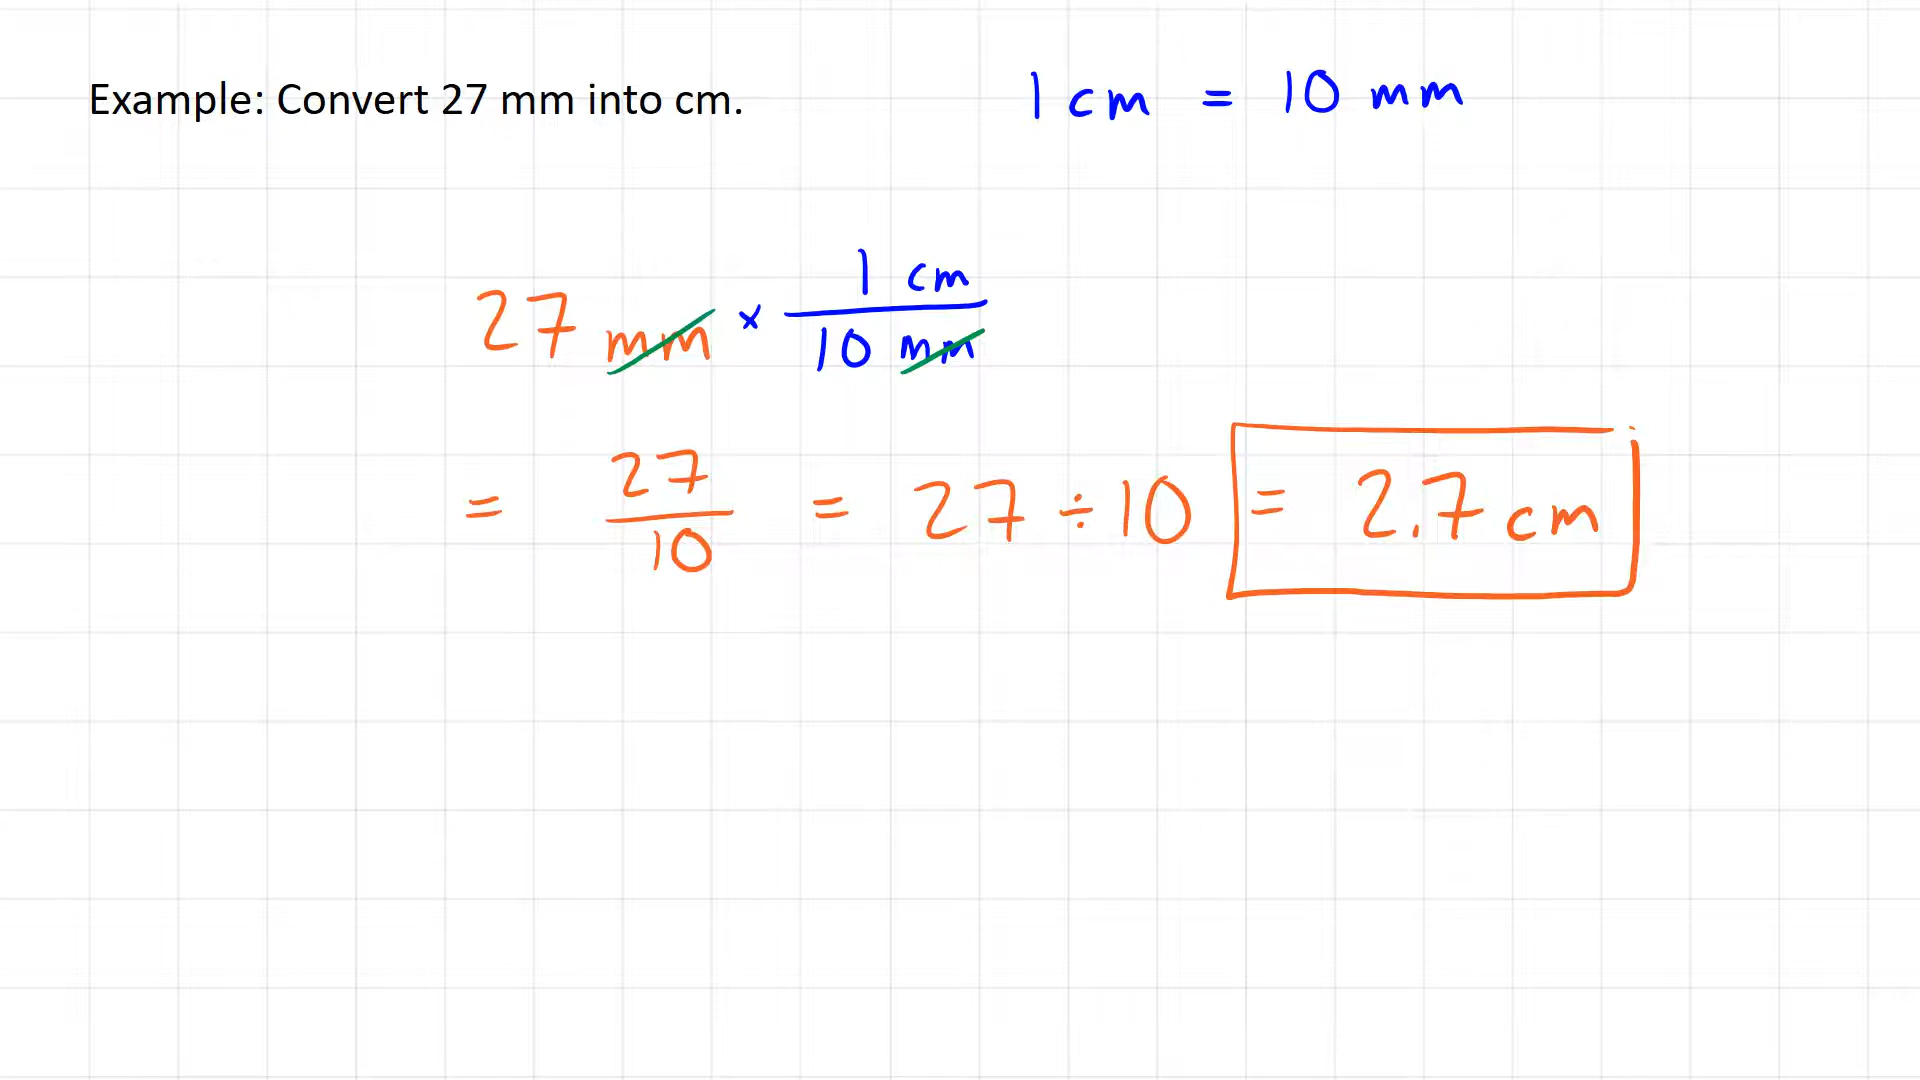 Example: Convert 27 mm into cm.
1 cm = 10 mm
27 mm × 1 cm / 10 mm
= 27 / 10 = 27 ÷ 10 = 2.7 cm